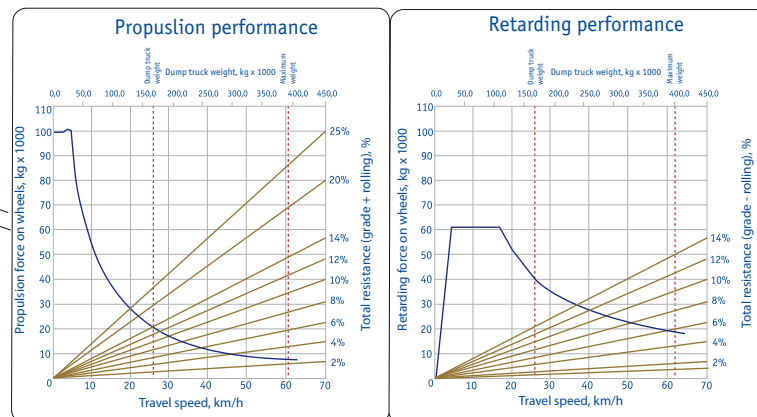 Propuslion performance
Dump truck weight
Dump truck weight, kg x 1000
Maximum weight
0,0 50,0 100,0 150,0 200,0 250,0 300,0 350,0 400,0 450,0
Propulsion force on wheels, kg x 1000
110
100
90
80
70
60
50
40
30
20
10
0
25%
20%
14%
12%
10%
8%
6%
4%
2%
Total resistance (grade + rolling), %
10 20 30 40 50 60 70
Travel speed, km/h
Retarding performance
Dump truck weight
Dump truck weight, kg x 1000
Maximum weight
0,0 50,0 100,0 150,0 200,0 250,0 300,0 350,0 400,0 450,0
Retarding force on wheels, kg x 1000
110
100
90
80
70
60
50
40
30
20
10
0
14%
12%
10%
8%
6%
4%
2%
Total resistance (grade - rolling), %
10 20 30 40 50 60 70
Travel speed, km/h